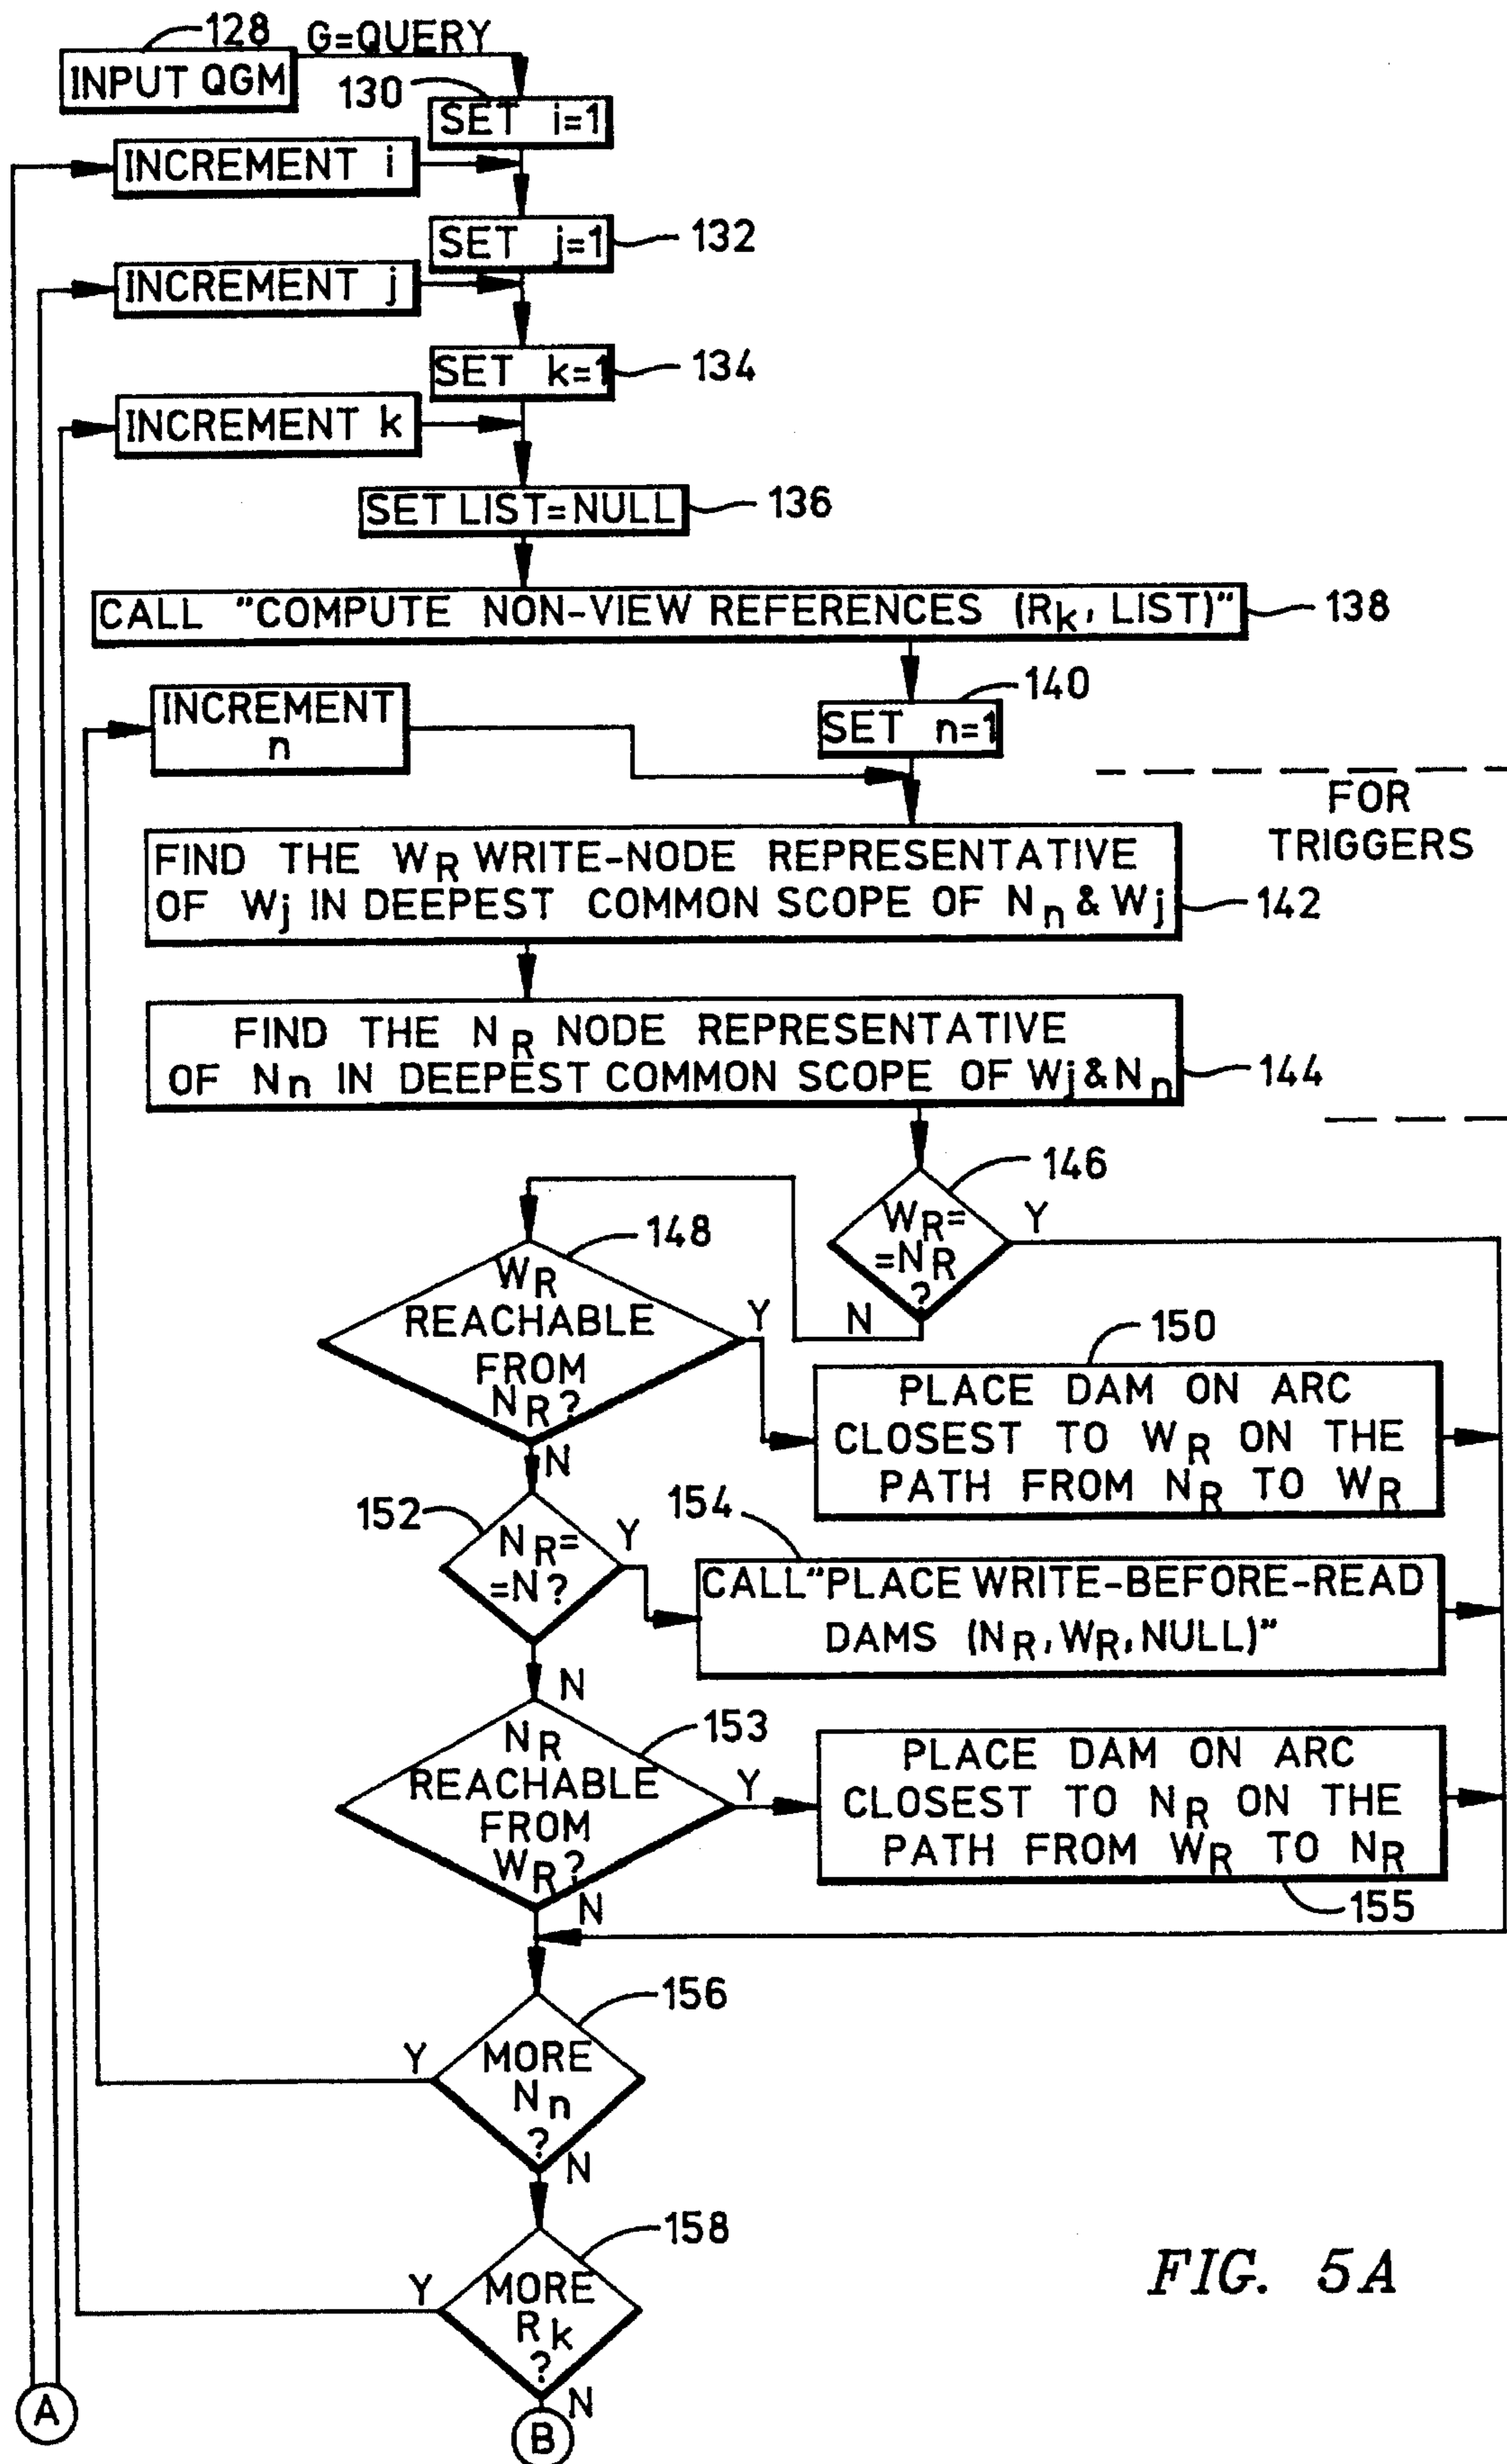 128
G=QUERY
INPUT QGM
130
SET i=1
INCREMENT i
SET j=1
132
INCREMENT j
SET k=1
134
INCREMENT k
SET LIST=NULL
136
CALL "COMPUTE NON-VIEW REFERENCES (Rk, LIST)"
138
140
INCREMENT
n
SET n=1
FOR
TRIGGERS
FIND THE WR WRITE-NODE REPRESENTATIVE
OF Wj IN DEEPEST COMMON SCOPE OF Nn & Wj
142
FIND THE NR NODE REPRESENTATIVE
OF Nn IN DEEPEST COMMON SCOPE OF Wj & Nn
144
146
WR=
=NR
?
Y
N
148
WR
REACHABLE
FROM
NR?
Y
N
150
PLACE DAM ON ARC
CLOSEST TO WR ON THE
PATH FROM NR TO WR
152
NR=
=N?
Y
N
154
CALL "PLACE WRITE-BEFORE-READ
DAMS (NR, WR, NULL)"
153
NR
REACHABLE
FROM
WR?
Y
N
PLACE DAM ON ARC
CLOSEST TO NR ON THE
PATH FROM WR TO NR
155
156
MORE
Nn
?
Y
N
158
MORE
Rk
?
Y
N
A
B
FIG. 5A